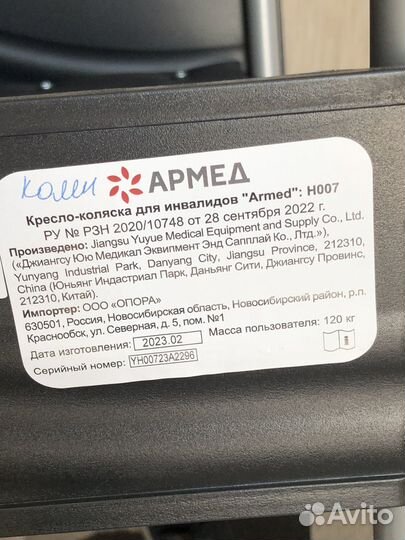 Коми АРМЕД
Кресло-коляска для инвалидов "Armed": H007
РУ № РЗН 2020/10748 от 28 сентября 2022 г.
Произведено: Jiangsu Yuyue Medical Equipment and Supply Co., Ltd.
(«Джиангсу Юю Медикал Эквипмент Энд Сапплай Ко., Лтд.»),
Yunyang Industrial Park, Danyang City, Jiangsu Province, 212310,
China (Юньянг Индастриал Парк, Даньянг Сити, Джиангсу Провинс,
212310, Китай).
Импортер: ООО «ОПОРА»
630501, Россия, Новосибирская область, Новосибирский район, р.п.
Краснообск, ул. Северная, д. 5, пом. №1
Дата изготовления: 2023.02 Масса пользователя: 120 кг
Серийный номер: YH00723A2296
Avito